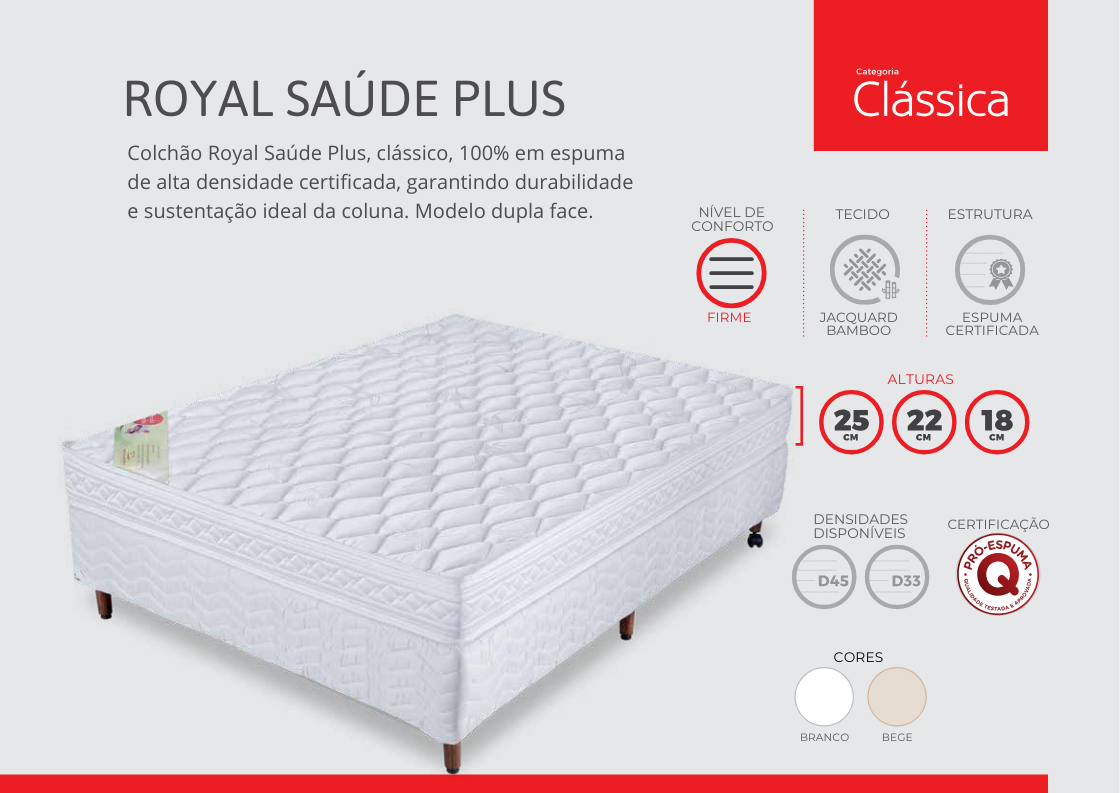 Categoria
Clássica
ROYAL SAÚDE PLUS
Colchão Royal Saúde Plus, clássico, 100% em espuma
de alta densidade certificada, garantindo durabilidade
e sustentação ideal da coluna. Modelo dupla face.
NÍVEL DE
CONFORTO
FIRME
TECIDO
JACQUARD
BAMBOO
ESTRUTURA
ESPUMA
CERTIFICADA
ALTURAS
25
CM
22
CM
18
CM
DENSIDADES
DISPONÍVEIS
D45
D33
CERTIFICAÇÃO
PRÓ-ESPUMA
Q
QUALIDADE TESTADA & APROVADA
CORES
BRANCO
BEGE